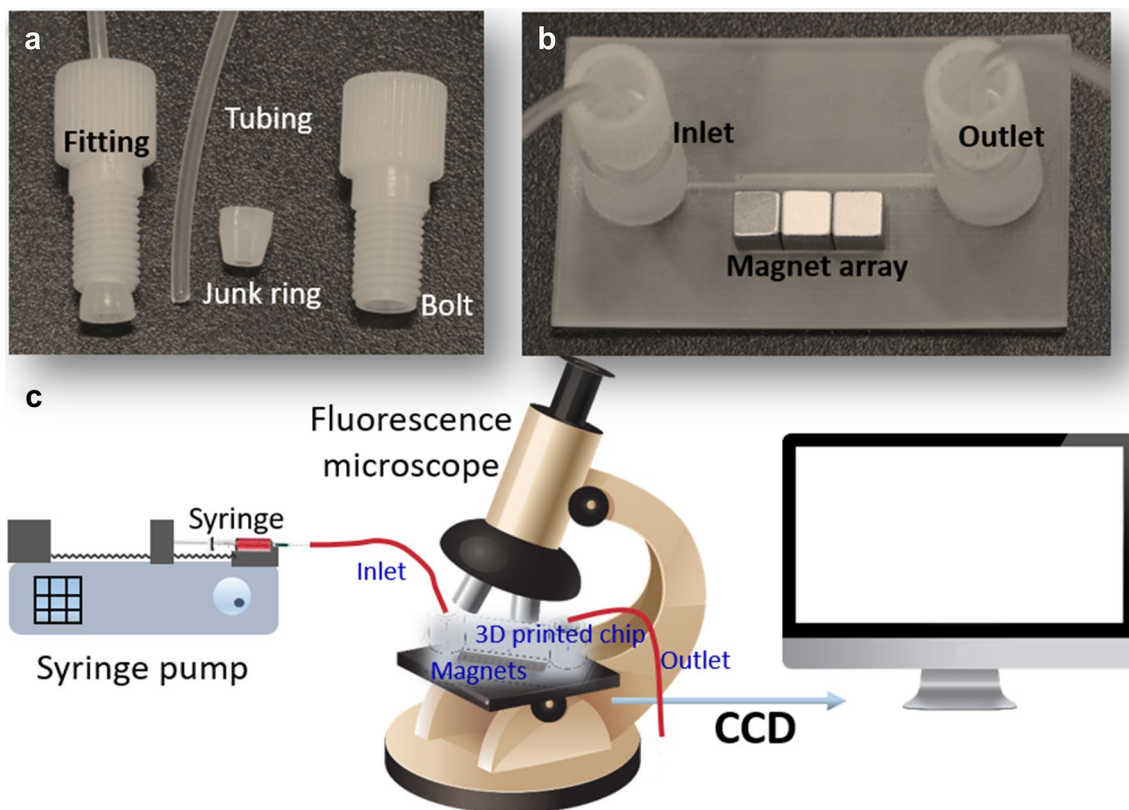 a
Fitting
Tubing
Junk ring
Bolt
b
Inlet
Outlet
Magnet array
c
Fluorescence
microscope
Syringe
Inlet
3D printed chip
Magnets
Outlet
Syringe pump
CCD